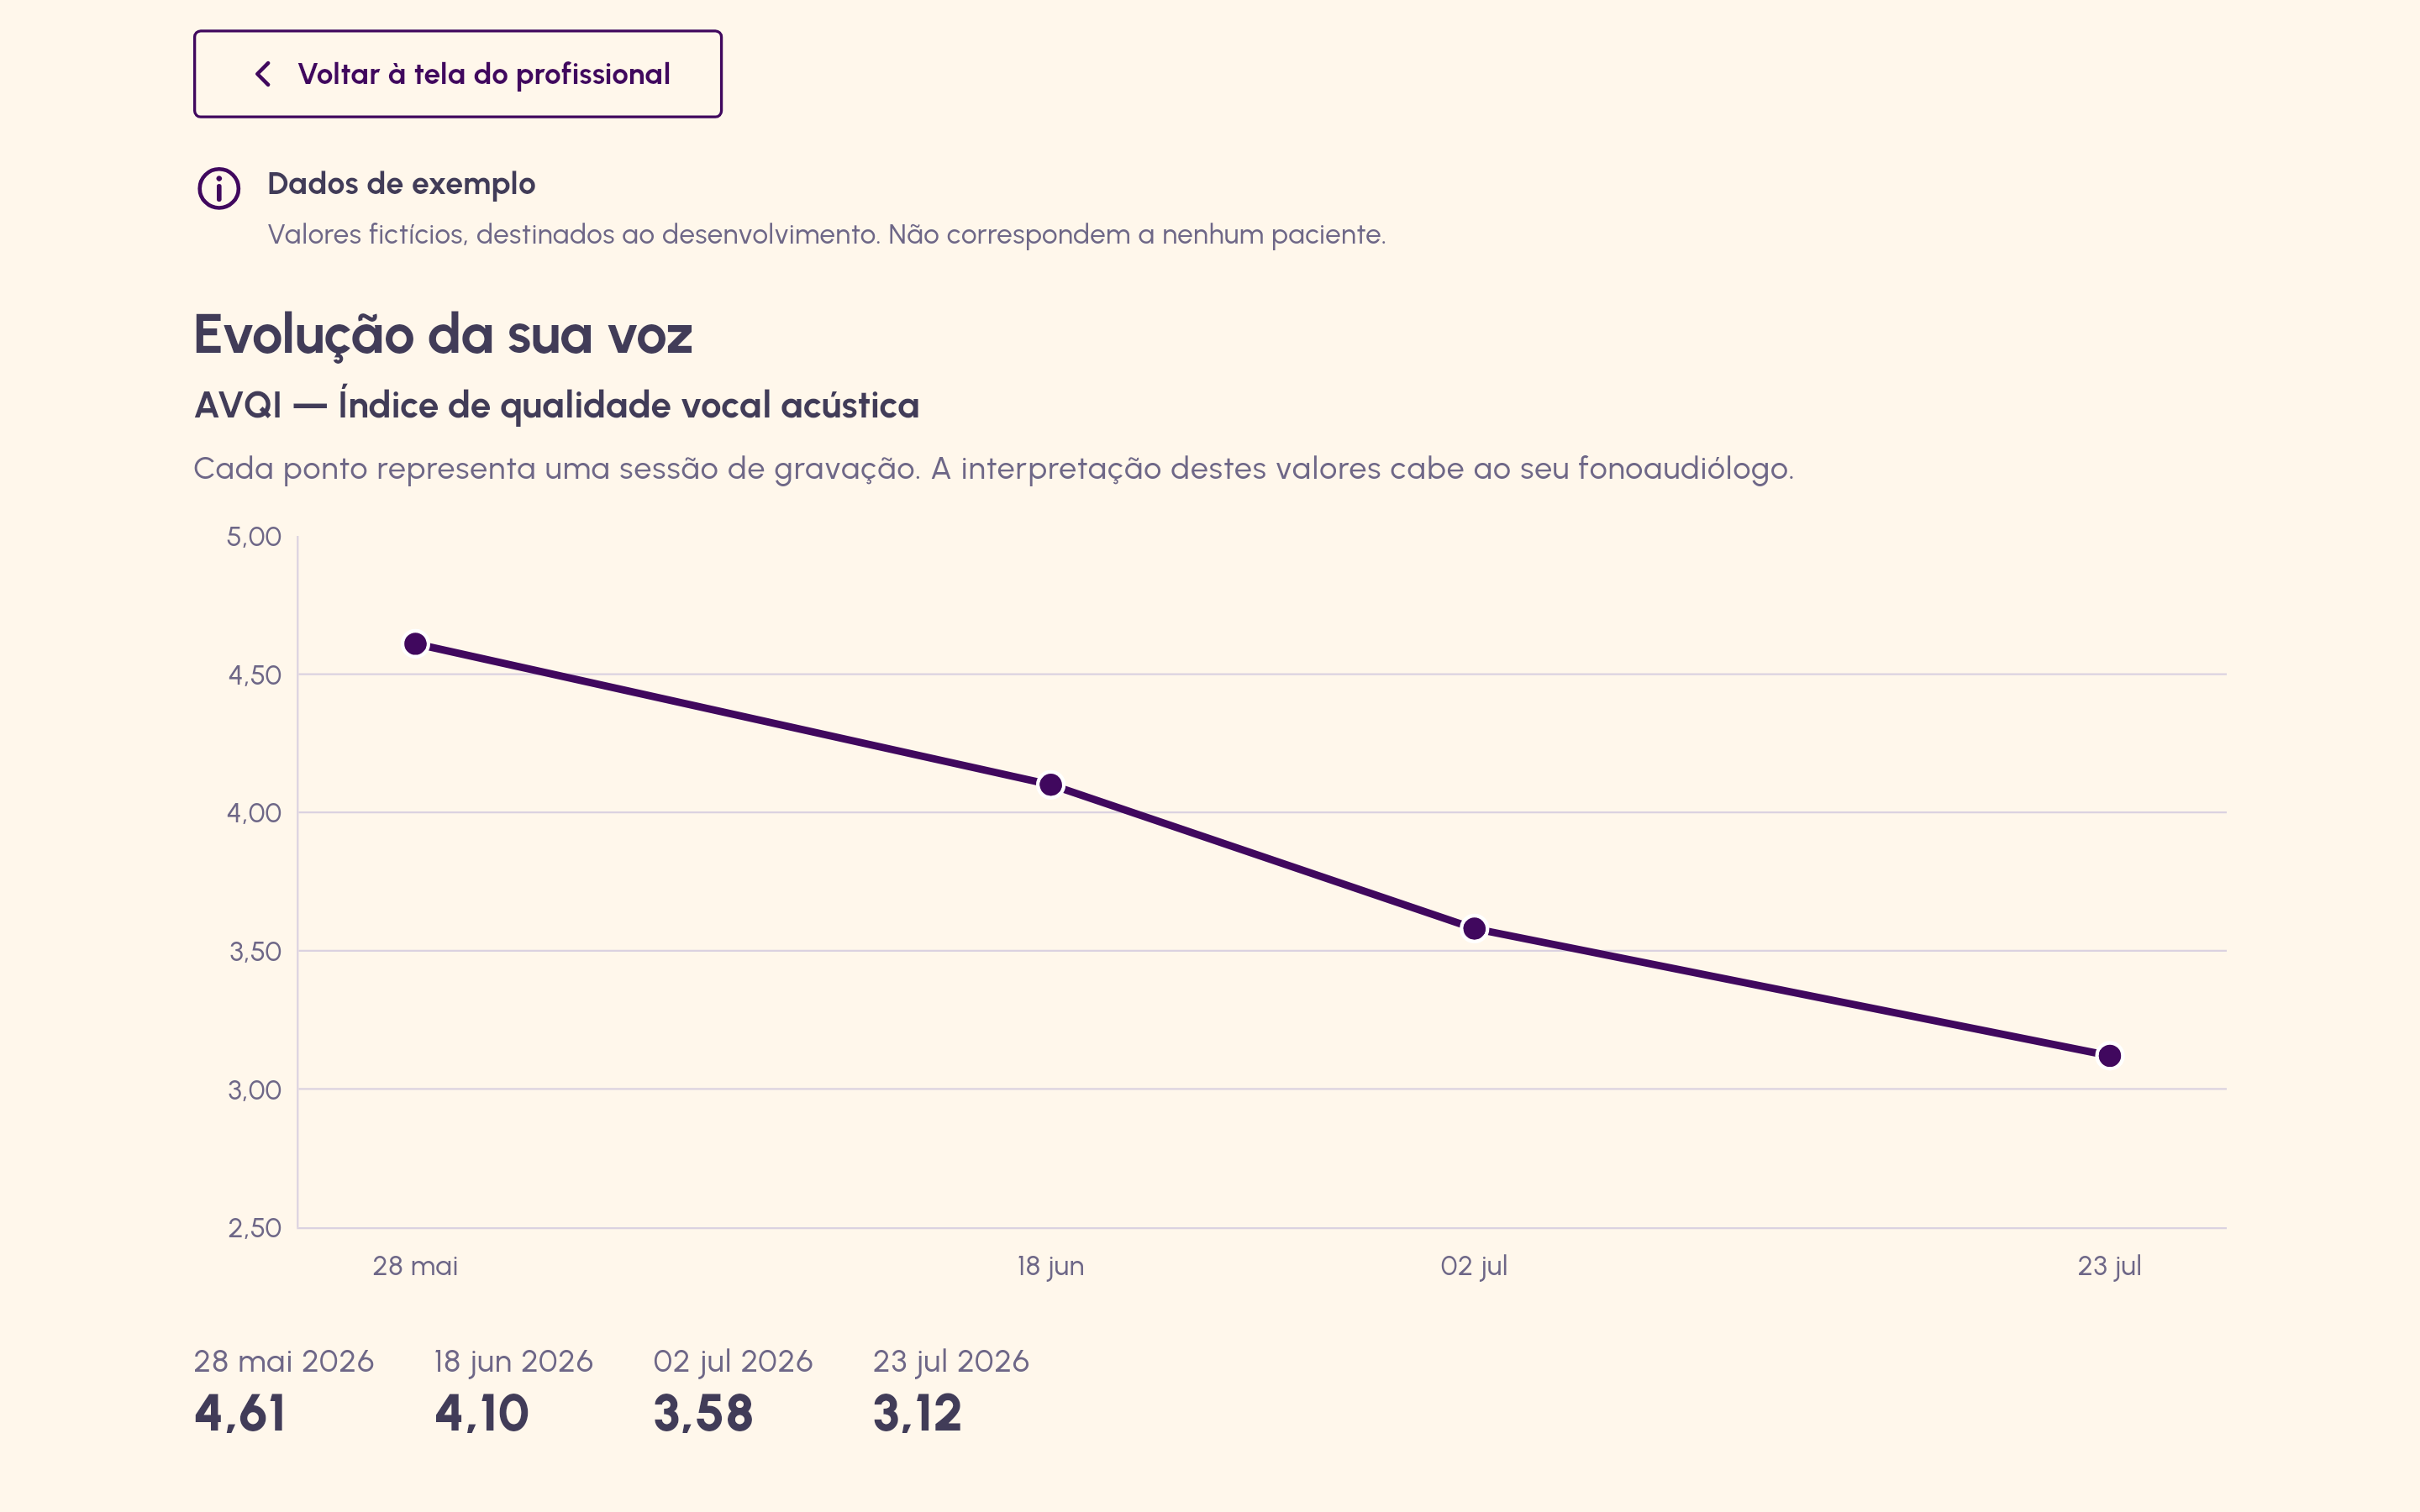 Voltar à tela do profissional
Dados de exemplo
Valores fictícios, destinados ao desenvolvimento. Não correspondem a nenhum paciente.
Evolução da sua voz
AVQI — Índice de qualidade vocal acústica
Cada ponto representa uma sessão de gravação. A interpretação destes valores cabe ao seu fonoaudiólogo.
5,00
4,50
4,00
3,50
3,00
2,50
28 mai 18 jun 02 jul 23 jul
28 mai 2026 18 jun 2026 02 jul 2026 23 jul 2026
4,61 4,10 3,58 3,12